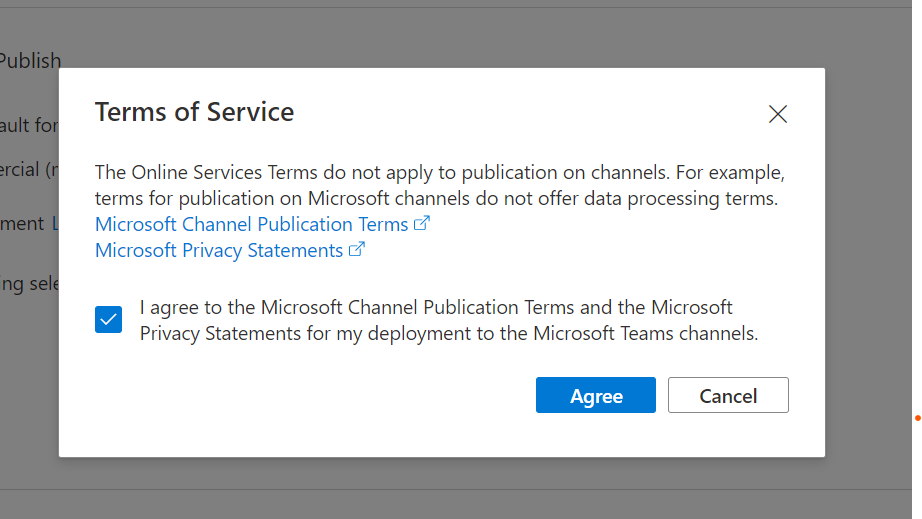 Publish
Terms of Service
ault for
The Online Services Terms do not apply to publication on channels. For example,
ercial (r
terms for publication on Microsoft channels do not offer data processing terms.
ment L
Microsoft Channel Publication Terms
Microsoft Privacy Statements
ing sele
I agree to the Microsoft Channel Publication Terms and the Microsoft
Privacy Statements for my deployment to the Microsoft Teams channels.
Agree Cancel